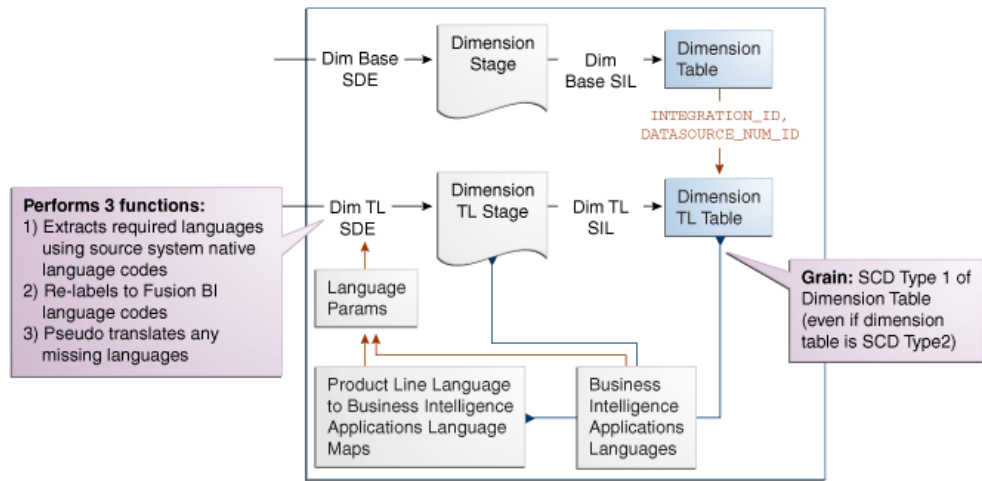 Dim Base
SDE
Dimension
Stage
Dim
Base SIL
Dimension
Table
INTEGRATION_ID,
DATASOURCE_NUM_ID
Performs 3 functions:
1) Extracts required languages
using source system native
language codes
2) Re-labels to Fusion BI
language codes
3) Pseudo translates any
missing languages
Dim TL
SDE
Dimension
TL Stage
Dim TL
SIL
Dimension
TL Table
Language
Params
Grain: SCD Type 1 of
Dimension Table
(even if dimension
table is SCD Type2)
Product Line Language
to Business Intelligence
Applications Language
Maps
Business
Intelligence
Applications
Languages